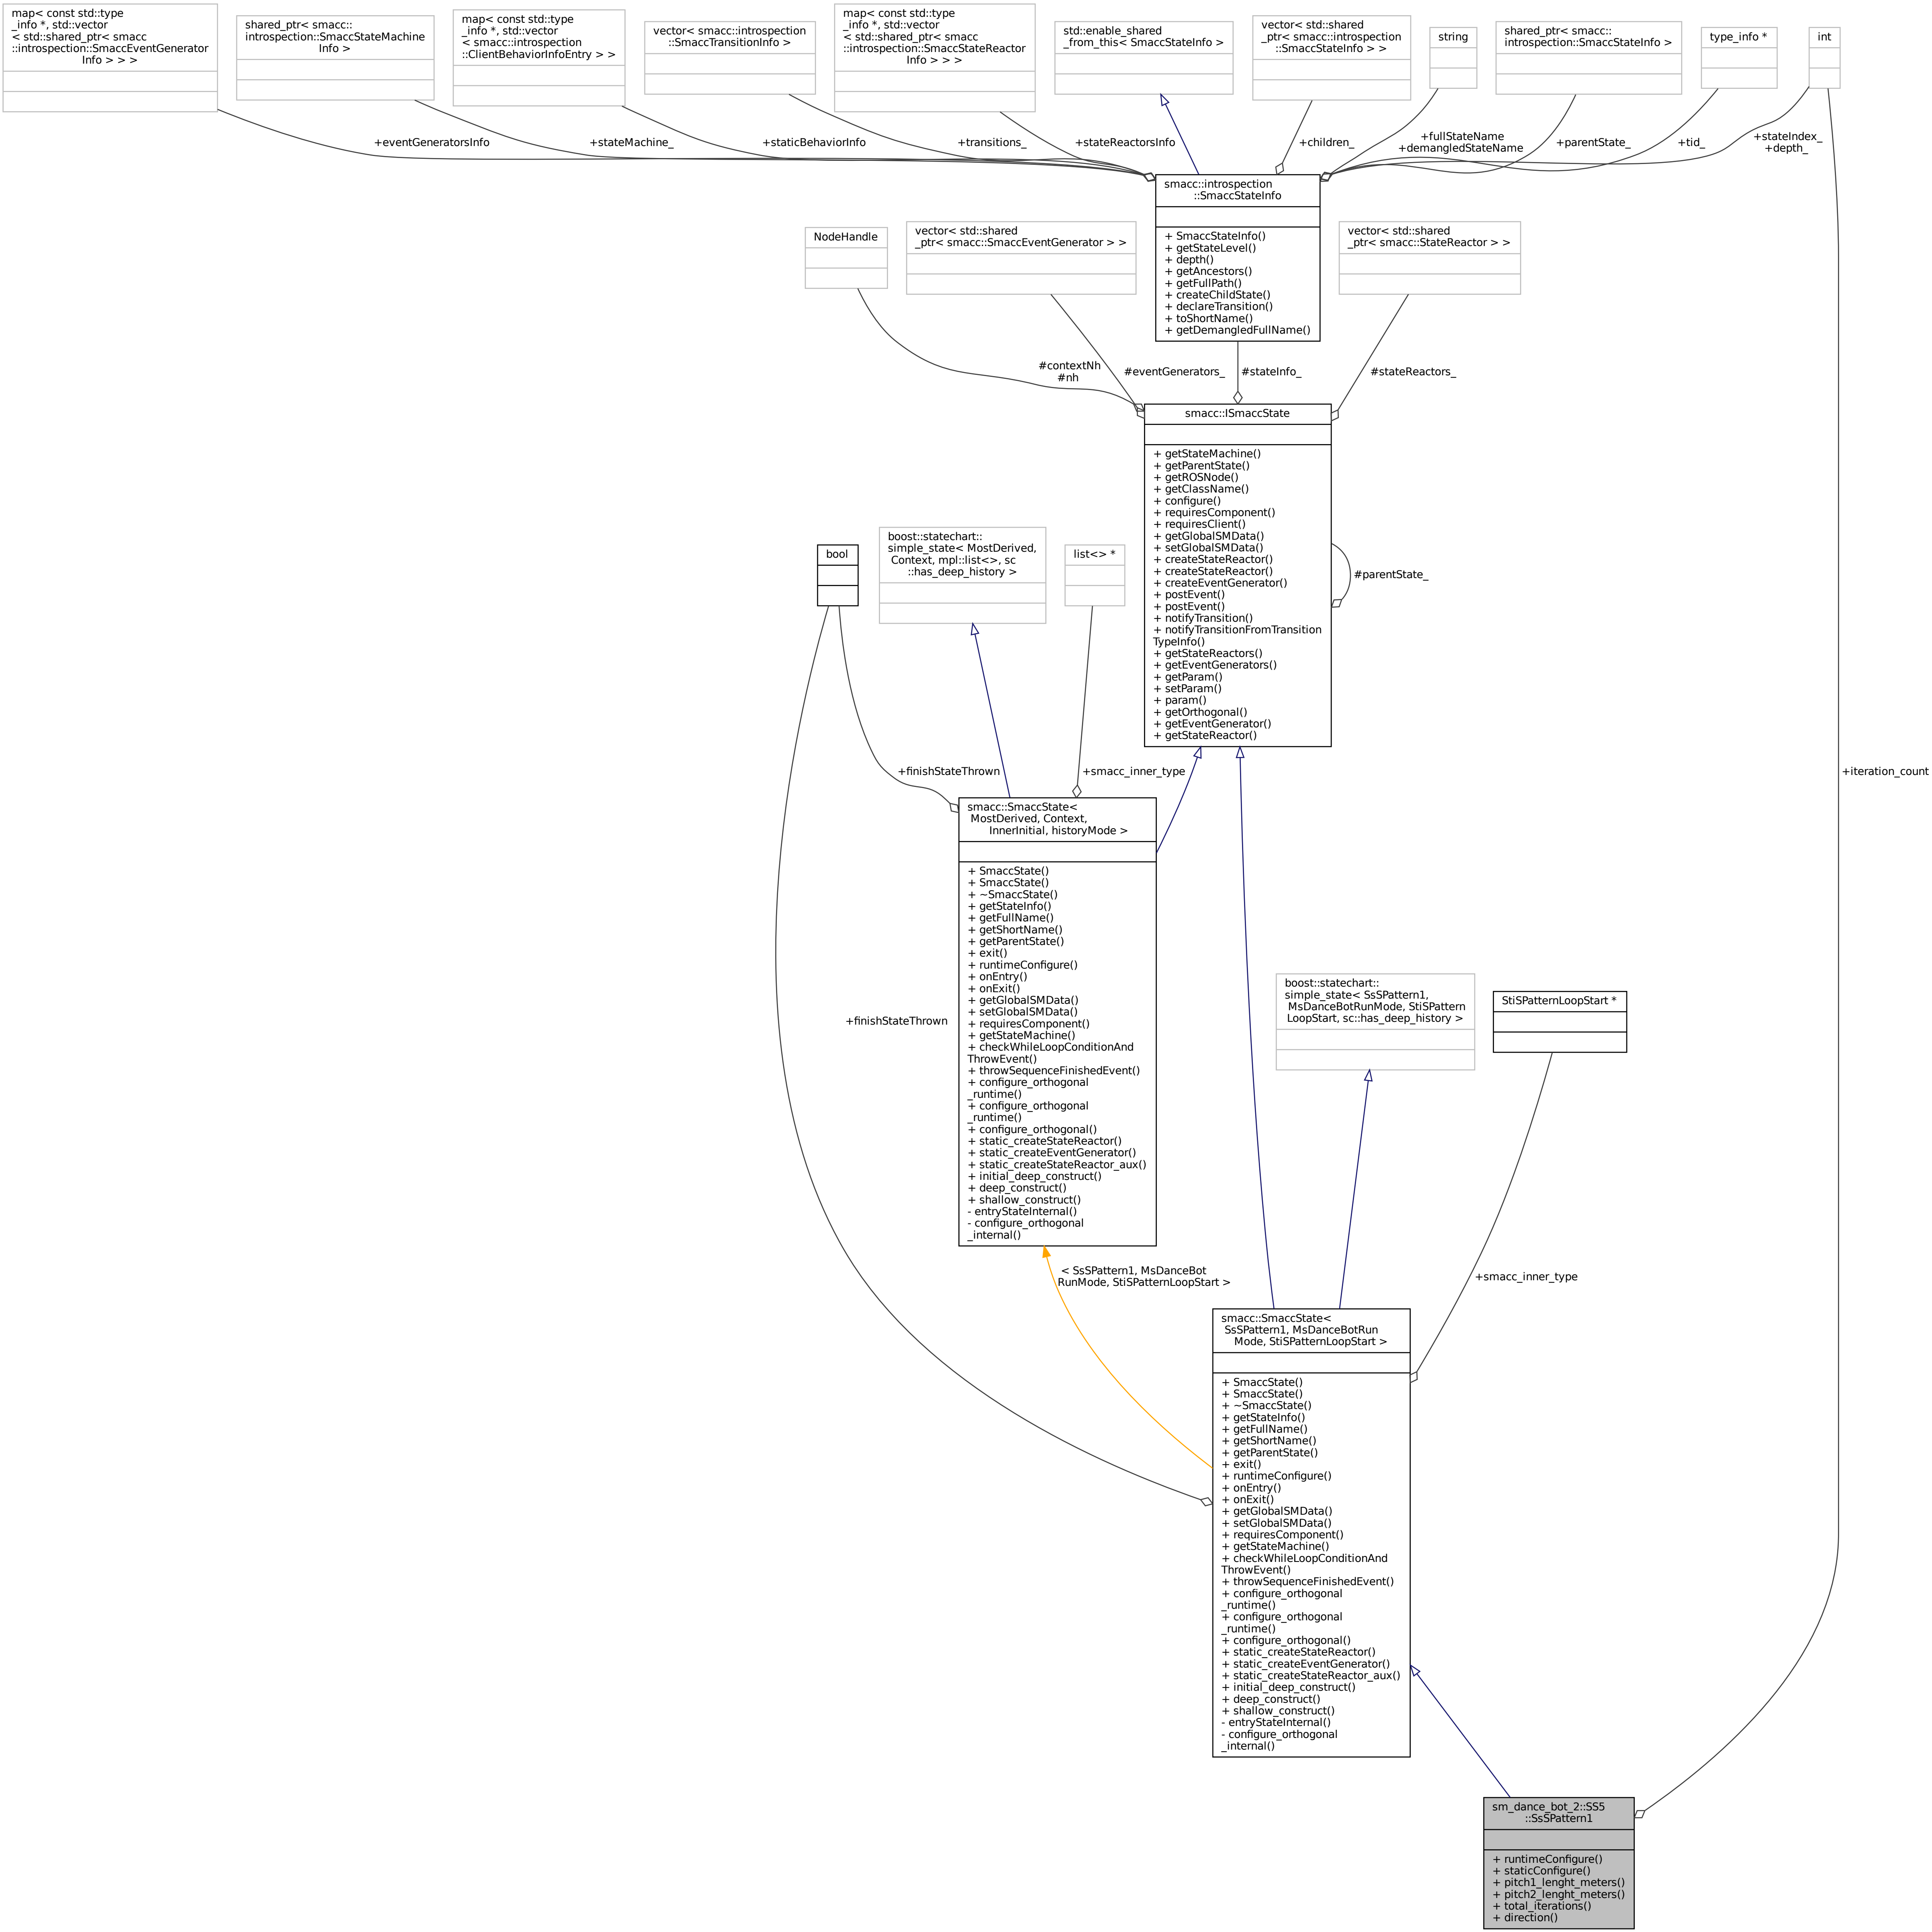 map< const std::type
_info *, std::vector
< std::shared_ptr< smacc
::introspection::SmaccEventGenerator
Info > > >
shared_ptr< smacc::
introspection::SmaccStateMachine
Info >
map< const std::type
_info *, std::vector
< smacc::introspection
::ClientBehaviorInfoEntry > >
vector< smacc::introspection
::SmaccTransitionInfo >
map< const std::type
_info *, std::vector
< std::shared_ptr< smacc
::introspection::SmaccStateReactor
Info > > >
std::enable_shared
_from_this< SmaccStateInfo >
vector< std::shared
_ptr< smacc::introspection
::SmaccStateInfo > >
string
shared_ptr< smacc::
introspection::SmaccStateInfo >
type_info *
int
+eventGeneratorsInfo
+stateMachine_
+staticBehaviorInfo
+transitions_
+stateReactorsInfo
+children_
+fullStateName
+demangledStateName
+parentState_
+tid_
+stateIndex_
+depth_
smacc::introspection
::SmaccStateInfo
+ SmaccStateInfo()
+ getStateLevel()
+ depth()
+ getAncestors()
+ getFullPath()
+ createChildState()
+ declareTransition()
+ toShortName()
+ getDemangledFullName()
NodeHandle
vector< std::shared
_ptr< smacc::SmaccEventGenerator > >
vector< std::shared
_ptr< smacc::StateReactor > >
#contextNh
#nh
#eventGenerators_
#stateInfo_
#stateReactors_
smacc::ISmaccState
+ getStateMachine()
+ getParentState()
+ getROSNode()
+ getClassName()
+ configure()
+ requiresComponent()
+ requiresClient()
+ getGlobalSMData()
+ setGlobalSMData()
+ createStateReactor()
+ createStateReactor()
+ createEventGenerator()
+ postEvent()
+ postEvent()
+ notifyTransition()
+ notifyTransitionFromTransition
TypeInfo()
+ getStateReactors()
+ getEventGenerators()
+ getParam()
+ setParam()
+ param()
+ getOrthogonal()
+ getEventGenerator()
+ getStateReactor()
#parentState_
bool
boost::statechart::
simple_state< MostDerived,
Context, mpl::list<>, sc
::has_deep_history >
list<> *
+finishStateThrown
+smacc_inner_type
+iteration_count
smacc::SmaccState<
MostDerived, Context,
InnerInitial, historyMode >
+ SmaccState()
+ SmaccState()
+ ~SmaccState()
+ getStateInfo()
+ getFullName()
+ getShortName()
+ getParentState()
+ exit()
+ runtimeConfigure()
+ onEntry()
+ onExit()
+ getGlobalSMData()
+ setGlobalSMData()
+ requiresComponent()
+ getStateMachine()
+ checkWhileLoopConditionAnd
ThrowEvent()
+ throwSequenceFinishedEvent()
+ configure_orthogonal
_runtime()
+ configure_orthogonal
_runtime()
+ configure_orthogonal()
+ static_createStateReactor()
+ static_createEventGenerator()
+ static_createStateReactor_aux()
+ initial_deep_construct()
+ deep_construct()
+ shallow_construct()
- entryStateInternal()
- configure_orthogonal
_internal()
+finishStateThrown
boost::statechart::
simple_state< SsSPattern1,
MsDanceBotRunMode, StiSPattern
LoopStart, sc::has_deep_history >
StiSPatternLoopStart *
< SsSPattern1, MsDanceBot
RunMode, StiSPatternLoopStart >
+smacc_inner_type
smacc::SmaccState<
SsSPattern1, MsDanceBotRun
Mode, StiSPatternLoopStart >
+ SmaccState()
+ SmaccState()
+ ~SmaccState()
+ getStateInfo()
+ getFullName()
+ getShortName()
+ getParentState()
+ exit()
+ runtimeConfigure()
+ onEntry()
+ onExit()
+ getGlobalSMData()
+ setGlobalSMData()
+ requiresComponent()
+ getStateMachine()
+ checkWhileLoopConditionAnd
ThrowEvent()
+ throwSequenceFinishedEvent()
+ configure_orthogonal
_runtime()
+ configure_orthogonal
_runtime()
+ configure_orthogonal()
+ static_createStateReactor()
+ static_createEventGenerator()
+ static_createStateReactor_aux()
+ initial_deep_construct()
+ deep_construct()
+ shallow_construct()
- entryStateInternal()
- configure_orthogonal
_internal()
sm_dance_bot_2::SS5
::SsSPattern1
+ runtimeConfigure()
+ staticConfigure()
+ pitch1_lenght_meters()
+ pitch2_lenght_meters()
+ total_iterations()
+ direction()